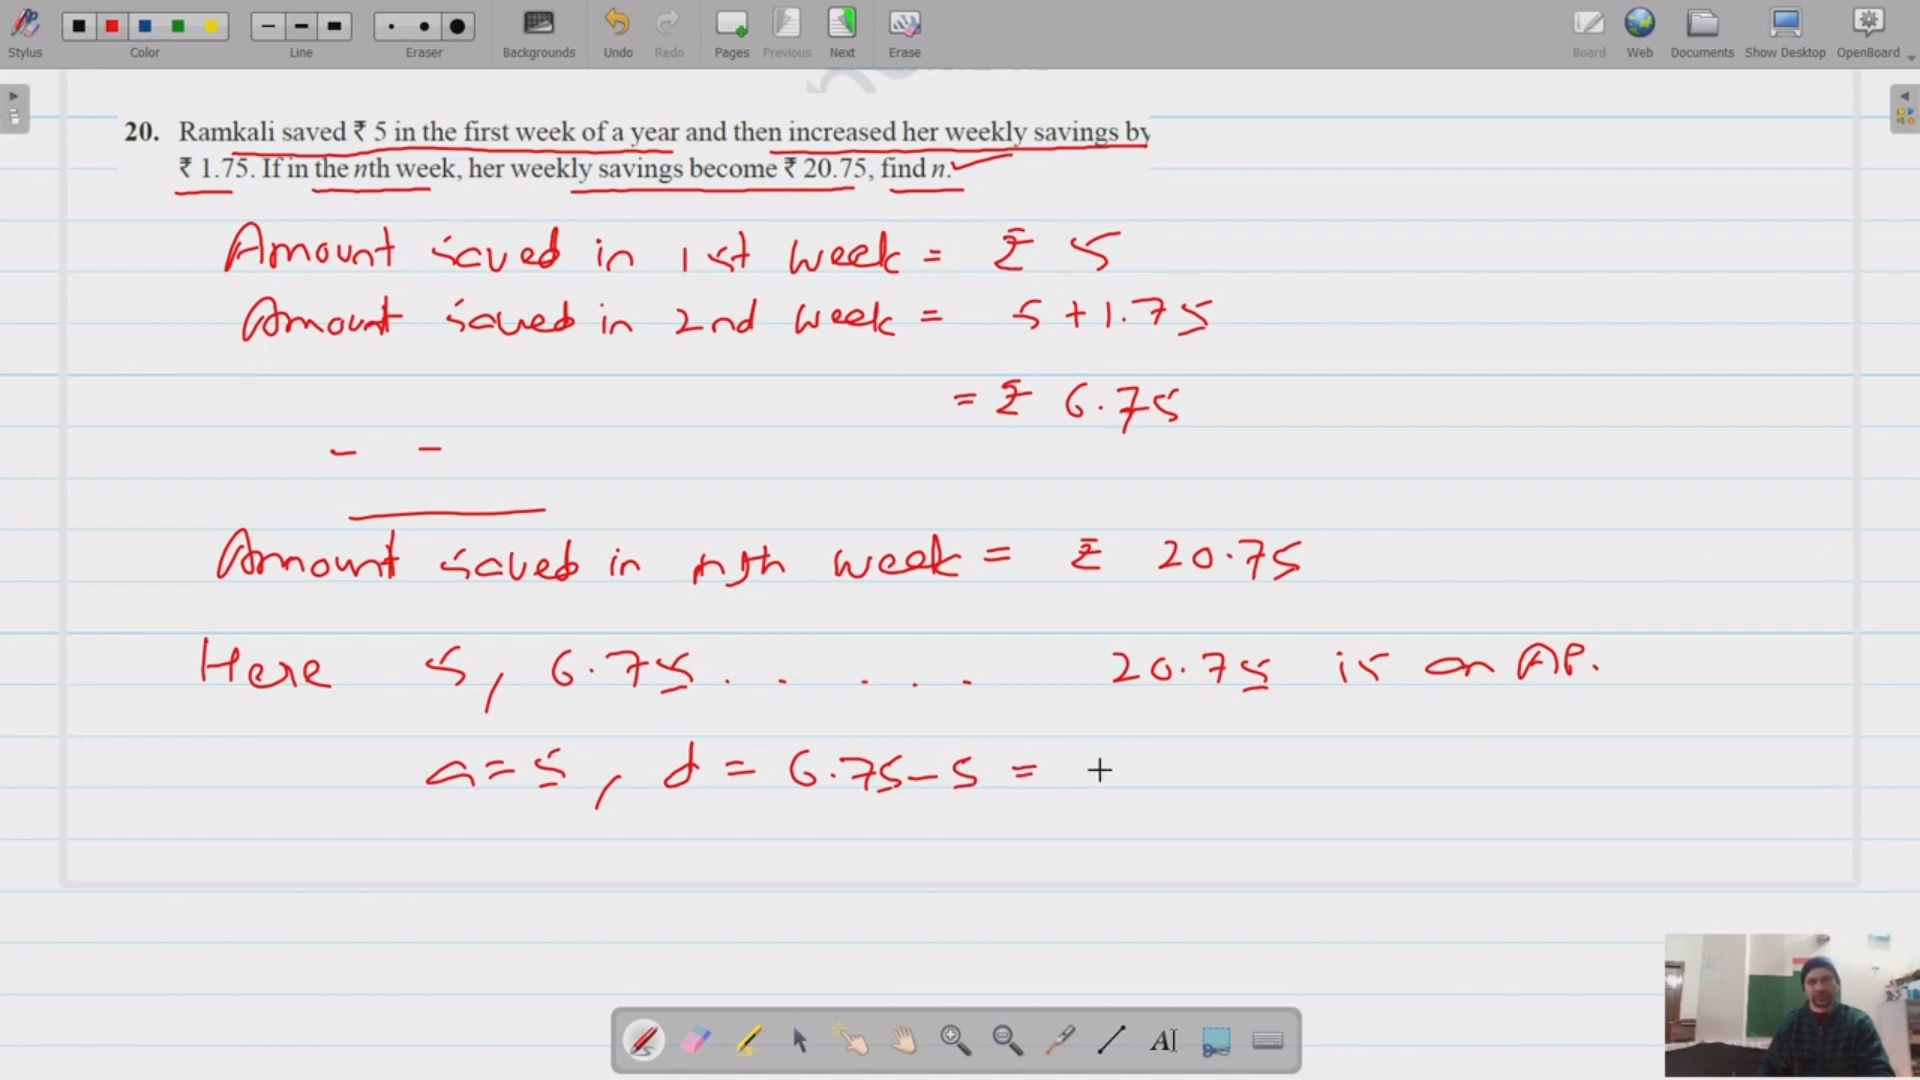 Stylus Color Line Eraser Backgrounds Undo Redo Pages Previous Next Erase Board Web Documents Show Desktop OpenBoard
20. Ramkali saved ₹ 5 in the first week of a year and then increased her weekly savings by
₹ 1.75. If in the nth week, her weekly savings become ₹ 20.75, find n.
Amount saved in 1st week = ₹ 5
Amount saved in 2nd week = 5+1.75
= ₹ 6.75
- -
Amount saved in nth week = ₹ 20.75
Here 5, 6.75 . . . . . 20.75 is an AP.
a=5, d = 6.75-5 =